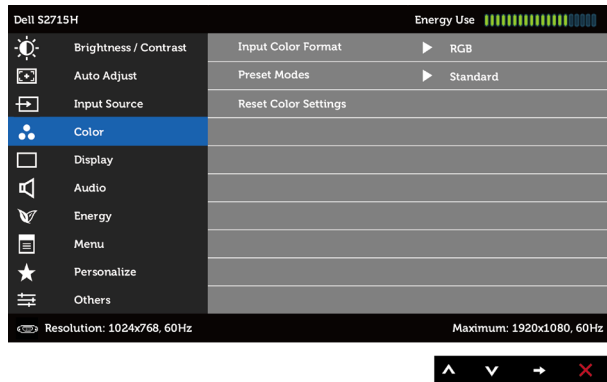 Dell S2715H Energy Use
Brightness / Contrast Input Color Format RGB
Auto Adjust Preset Modes Standard
Input Source Reset Color Settings
Color
Display
Audio
Energy
Menu
Personalize
Others
Resolution: 1024x768, 60Hz Maximum: 1920x1080, 60Hz